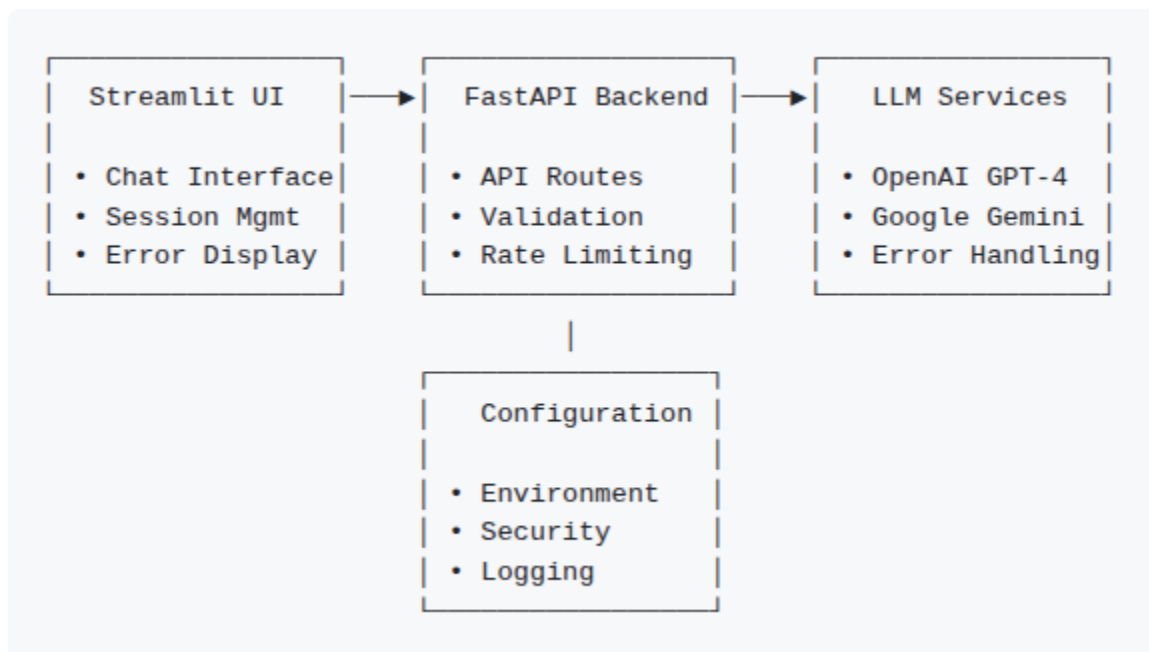 Streamlit UI
• Chat Interface
• Session Mgmt
• Error Display
FastAPI Backend
• API Routes
• Validation
• Rate Limiting
LLM Services
• OpenAI GPT-4
• Google Gemini
• Error Handling
Configuration
• Environment
• Security
• Logging